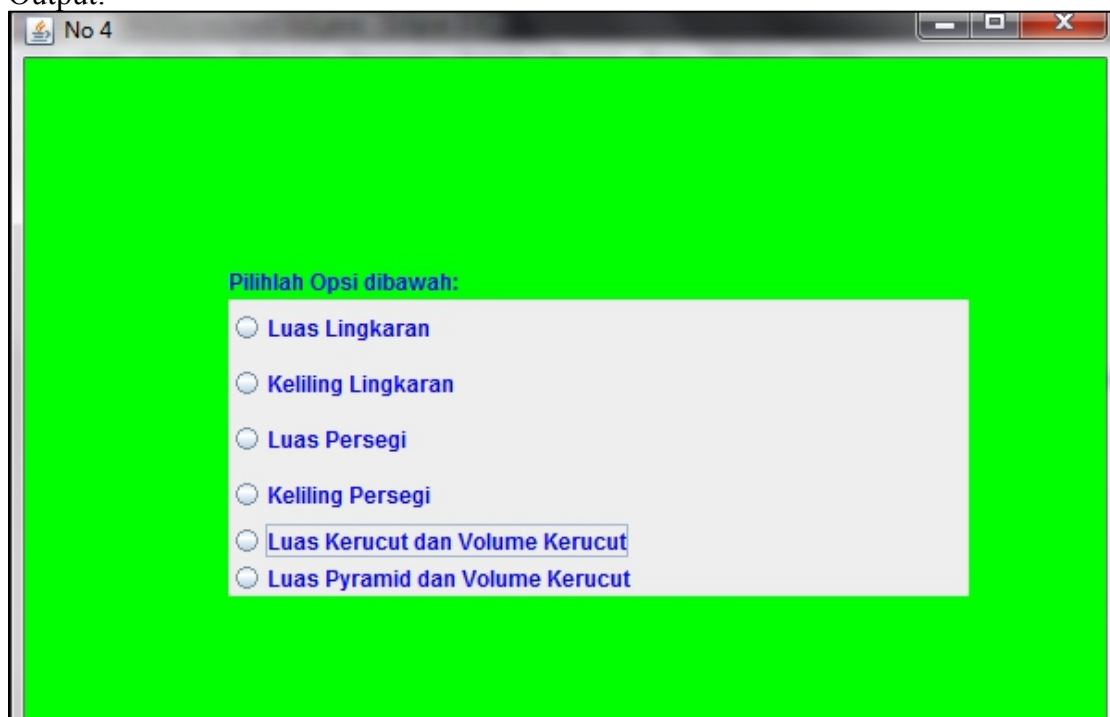 Output:
No 4
Pilihlah Opsi dibawah:
Luas Lingkaran
Keliling Lingkaran
Luas Persegi
Keliling Persegi
Luas Kerucut dan Volume Kerucut
Luas Pyramid dan Volume Kerucut